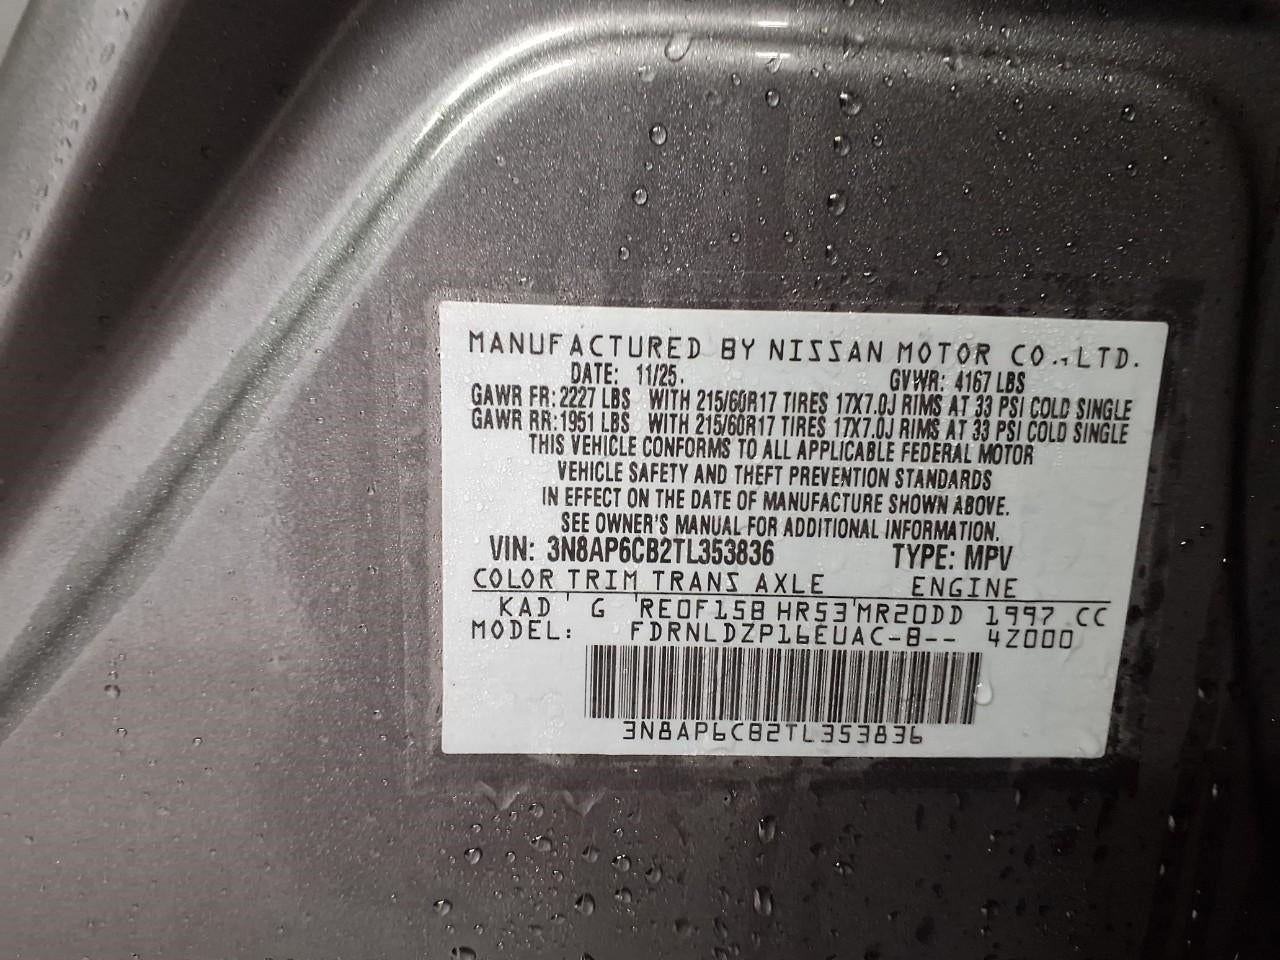 MANUFACTURED BY NISSAN MOTOR CO.,LTD.
DATE: 11/25. GVWR: 4167 LBS
GAWR FR: 2227 LBS WITH 215/60R17 TIRES 17X7.0J RIMS AT 33 PSI COLD SINGLE
GAWR RR: 1951 LBS WITH 215/60R17 TIRES 17X7.0J RIMS AT 33 PSI COLD SINGLE
THIS VEHICLE CONFORMS TO ALL APPLICABLE FEDERAL MOTOR
VEHICLE SAFETY AND THEFT PREVENTION STANDARDS
IN EFFECT ON THE DATE OF MANUFACTURE SHOWN ABOVE.
SEE OWNER'S MANUAL FOR ADDITIONAL INFORMATION.
VIN: 3N8AP6CB2TL353836 TYPE: MPV
COLOR TRIM TRANS AXLE ENGINE
KAD G RE0F15B HR53 MR20DD 1997 CC
MODEL: FDRNLDZP16EUAC-B-- 4Z000
3N8AP6CB2TL353836